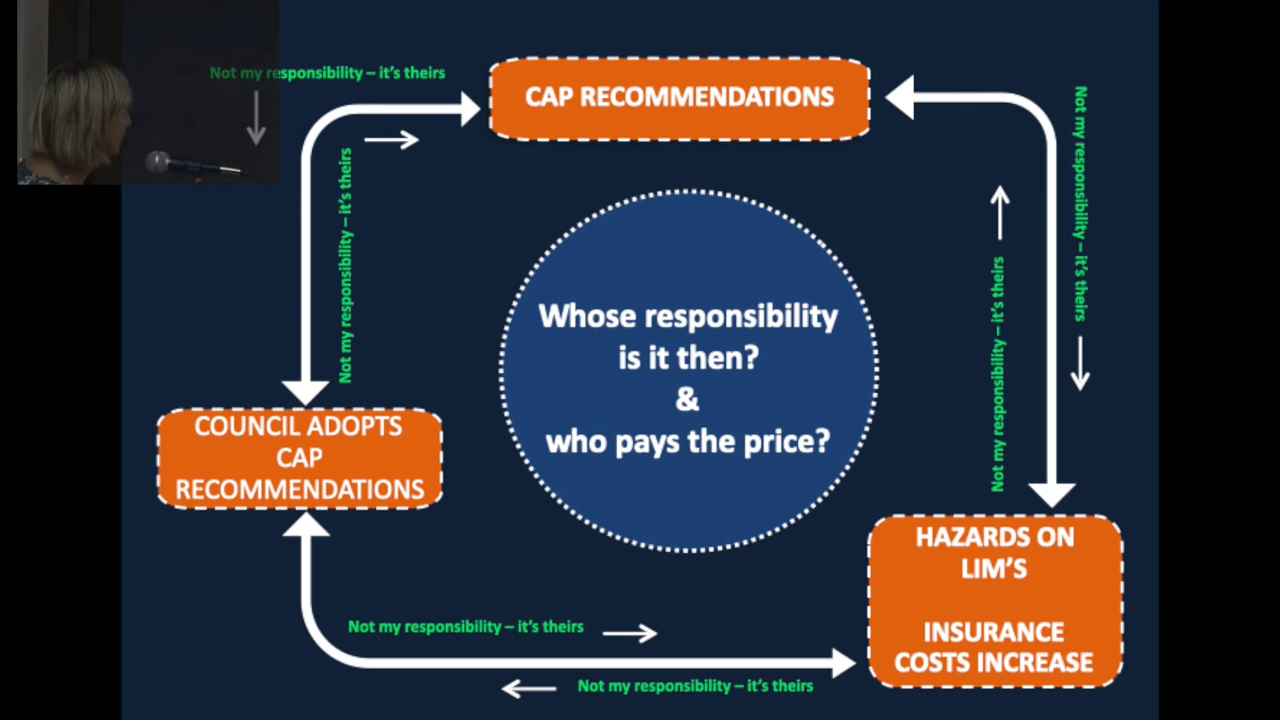 Not my responsibility – it's theirs
CAP RECOMMENDATIONS
Not my responsibility – it's theirs
Not my responsibility – it's theirs
Not my responsibility – it's theirs
Whose responsibility
is it then?
&
who pays the price?
COUNCIL ADOPTS
CAP
RECOMMENDATIONS
HAZARDS ON
LIM'S
INSURANCE
COSTS INCREASE
Not my responsibility – it's theirs
Not my responsibility – it's theirs